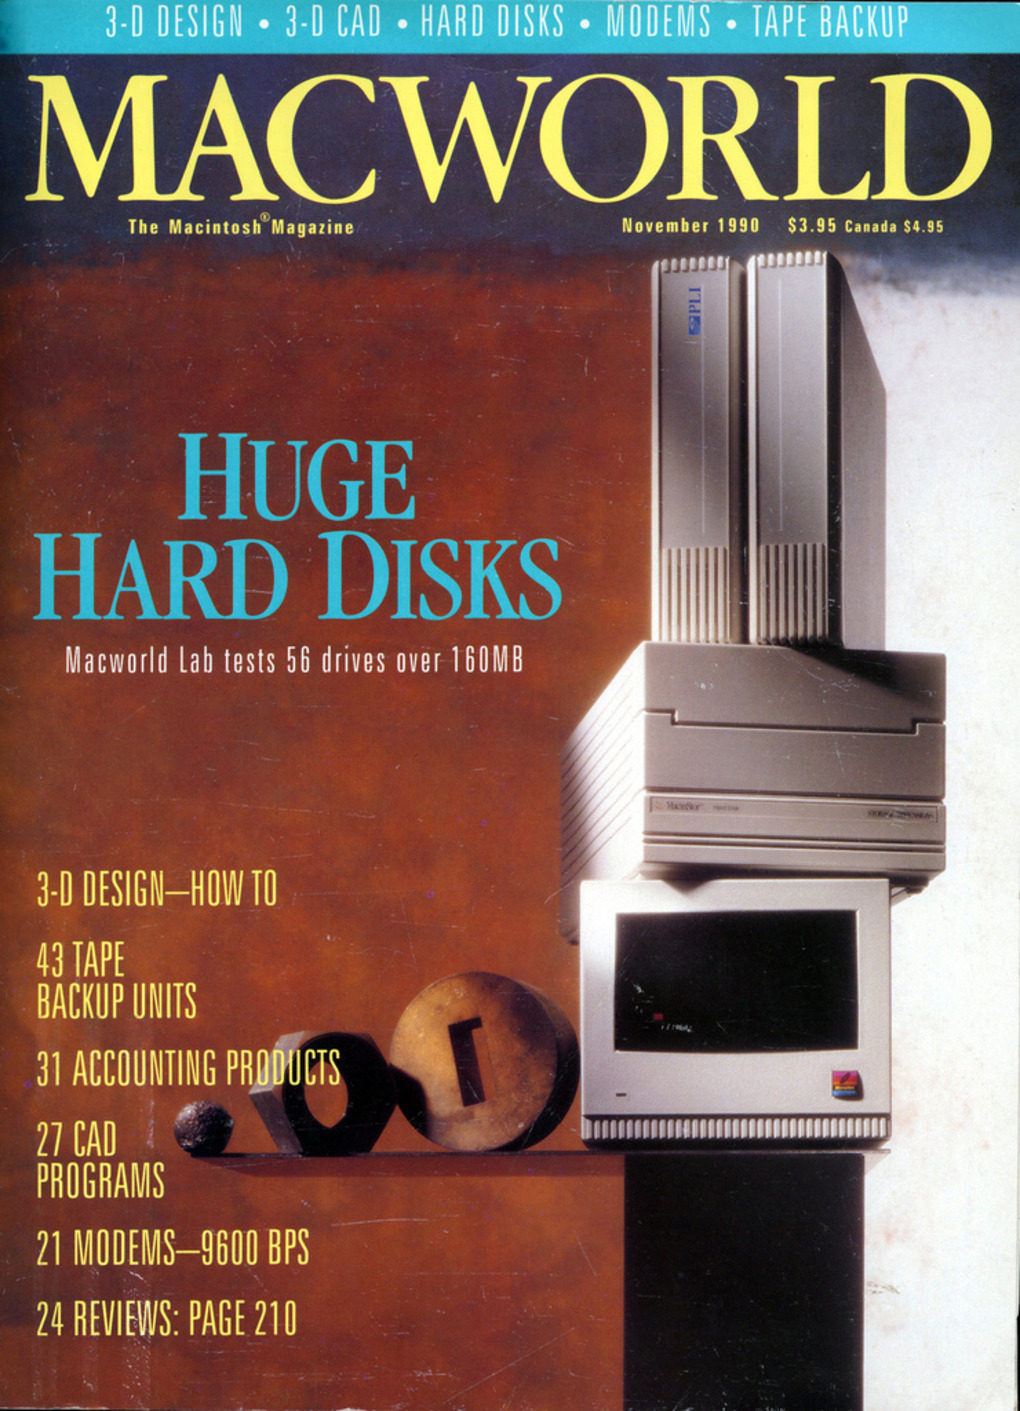 3-D DESIGN • 3-D CAD • HARD DISKS • MODEMS • TAPE BACKUP
MACWORLD
The Macintosh® Magazine
November 1990 $3.95 Canada $4.95
PLI
HUGE
HARD DISKS
Macworld Lab tests 56 drives over 160MB
MacinStor
3-D DESIGN—HOW TO
43 TAPE
BACKUP UNITS
31 ACCOUNTING PRODUCTS
27 CAD
PROGRAMS
21 MODEMS—9600 BPS
24 REVIEWS: PAGE 210